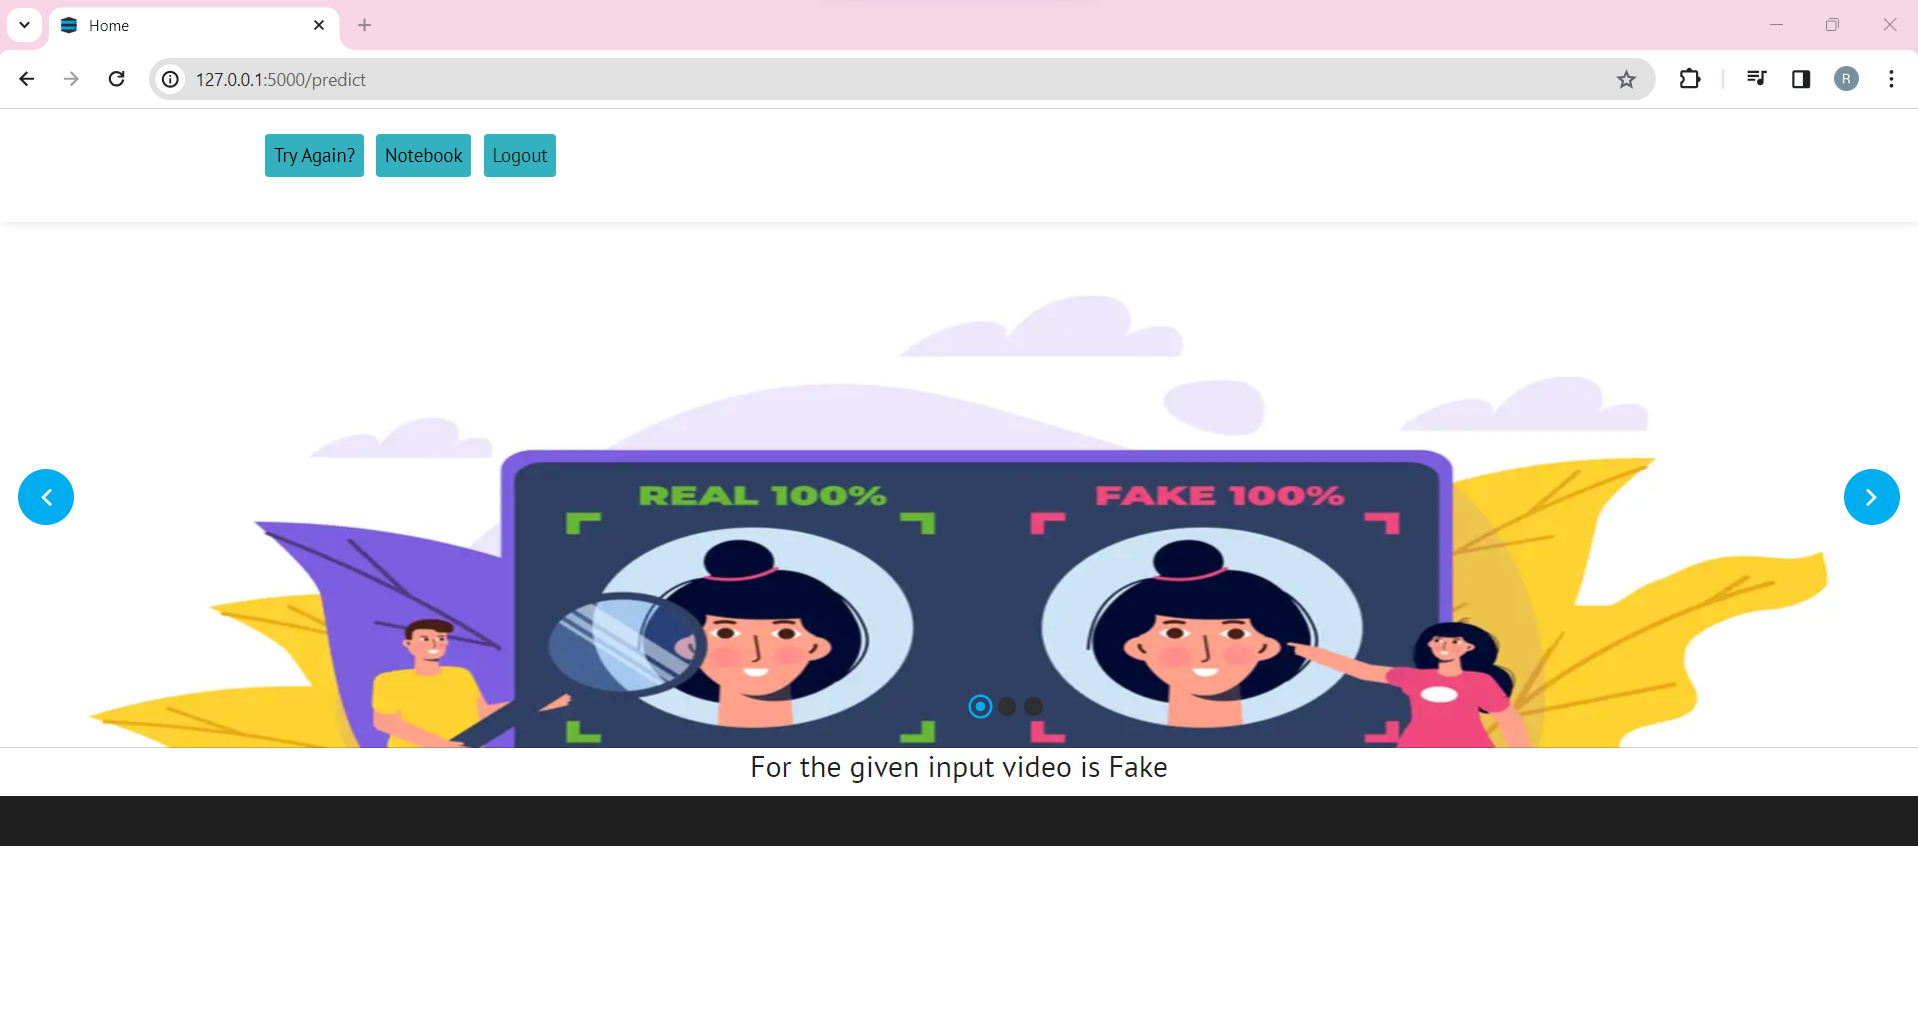 Home
127.0.0.1:5000/predict
R
Try Again? Notebook Logout
REAL 100% FAKE 100%
For the given input video is Fake